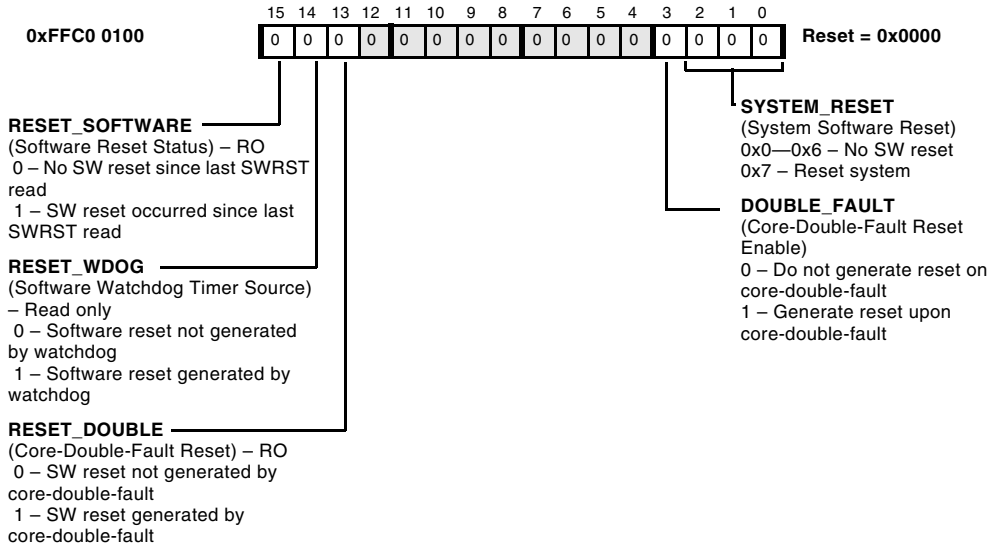 15 14 13 12 11 10 9 8 7 6 5 4 3 2 1 0
0xFFC0 0100
0 0 0 0 0 0 0 0 0 0 0 0 0 0 0 0
Reset = 0x0000
RESET_SOFTWARE
(Software Reset Status) – RO
0 – No SW reset since last SWRST
read
1 – SW reset occurred since last
SWRST read
RESET_WDOG
(Software Watchdog Timer Source)
– Read only
0 – Software reset not generated
by watchdog
1 – Software reset generated by
watchdog
RESET_DOUBLE
(Core-Double-Fault Reset) – RO
0 – SW reset not generated by
core-double-fault
1 – SW reset generated by
core-double-fault
SYSTEM_RESET
(System Software Reset)
0x0—0x6 – No SW reset
0x7 – Reset system
DOUBLE_FAULT
(Core-Double-Fault Reset
Enable)
0 – Do not generate reset on
core-double-fault
1 – Generate reset upon
core-double-fault